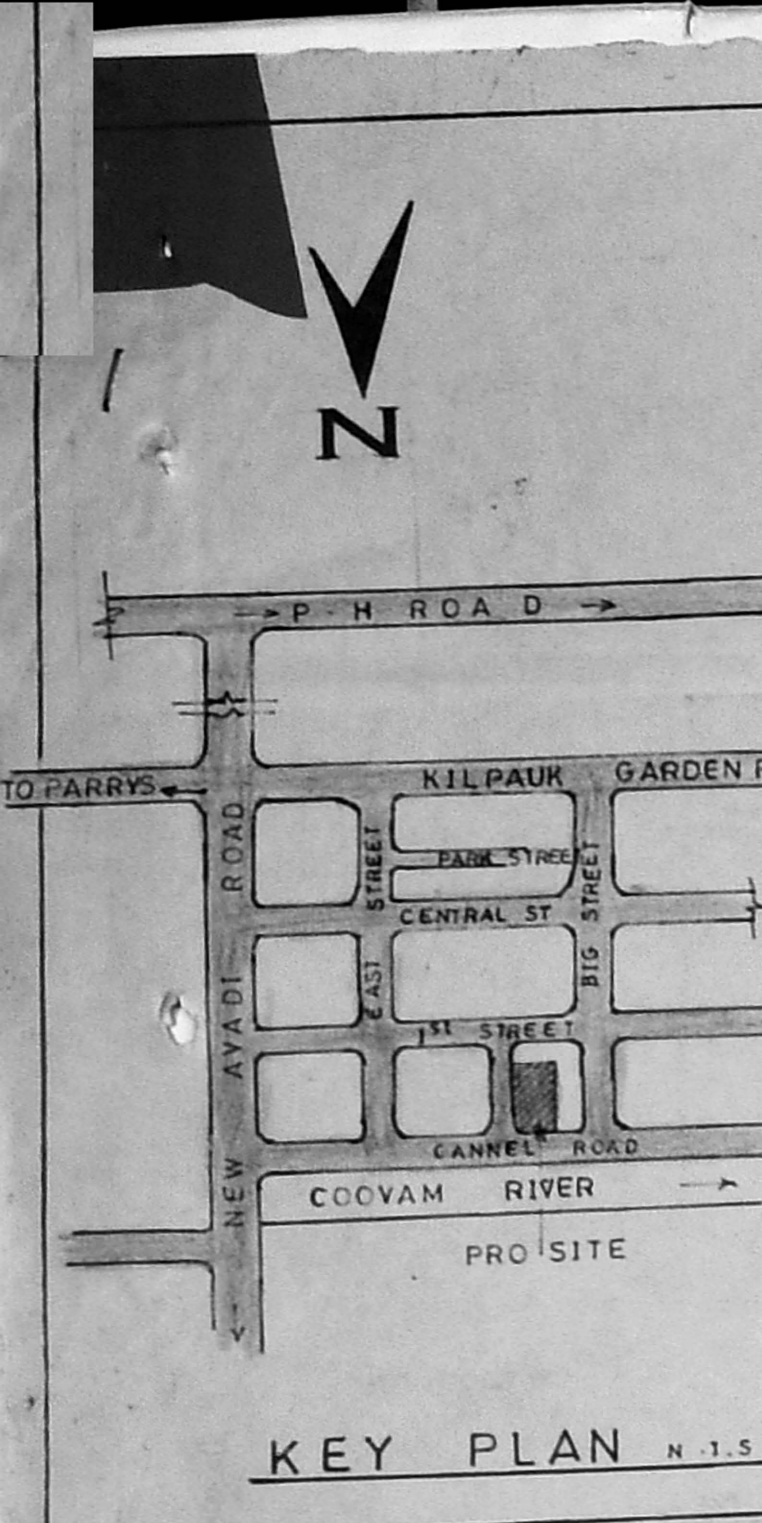 N
P-H ROAD
TO PARRYS
KILPAUK GARDEN
PARK STREE
CENTRAL ST
EAST STREET
BIG STREET
1ST STREET
NEW AVADI ROAD
CANNEL ROAD
COOVAM RIVER
PRO SITE
KEY PLAN N.T.S